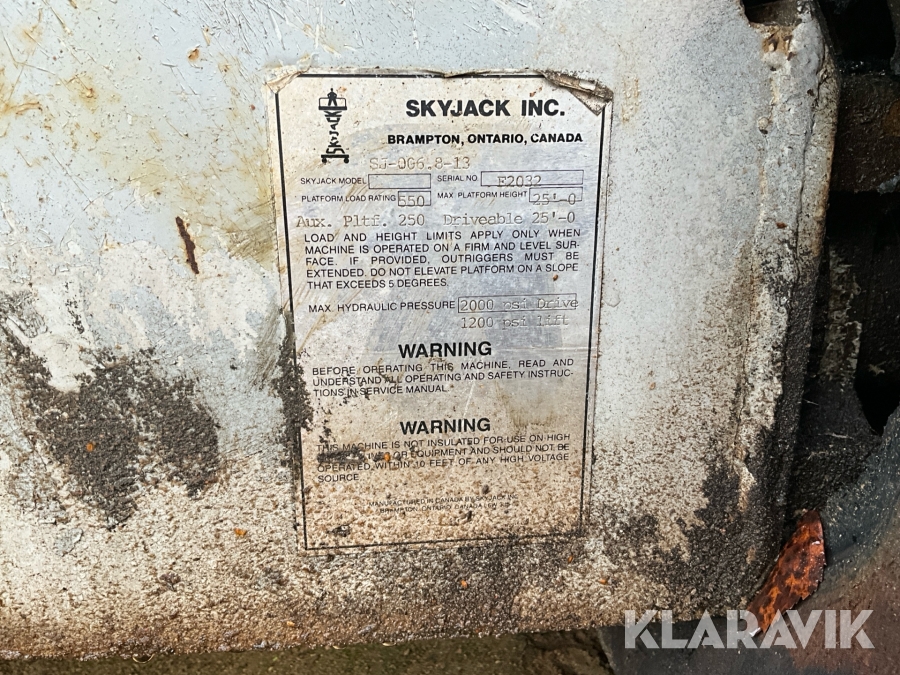 SKYJACK INC.
BRAMPTON, ONTARIO, CANADA
SJ-OG6.8-13
SKYJACK MODEL SERIAL NO. F2032
PLATFORM LOAD RATING 550 MAX. PLATFORM HEIGHT 25'-0
Aux. Pltf. 250 Driveable 25'-0
LOAD AND HEIGHT LIMITS APPLY ONLY WHEN
MACHINE IS OPERATED ON A FIRM AND LEVEL SUR-
FACE. IF PROVIDED, OUTRIGGERS MUST BE
EXTENDED. DO NOT ELEVATE PLATFORM ON A SLOPE
THAT EXCEEDS 5 DEGREES.
MAX. HYDRAULIC PRESSURE 2000 psi Drive
1200 psi lift
WARNING
BEFORE OPERATING THIS MACHINE, READ AND
UNDERSTAND ALL OPERATING AND SAFETY INSTRUC-
TIONS IN SERVICE MANUAL.
WARNING
THIS MACHINE IS NOT INSULATED FOR USE ON HIGH
OR EQUIPMENT AND SHOULD NOT BE
OPERATED WITHIN 10 FEET OF ANY HIGH VOLTAGE
SOURCE
MANUFACTURED IN CANADA BY SKYJACK INC.
BRAMPTON, ONTARIO CANADA
KLARAVIK